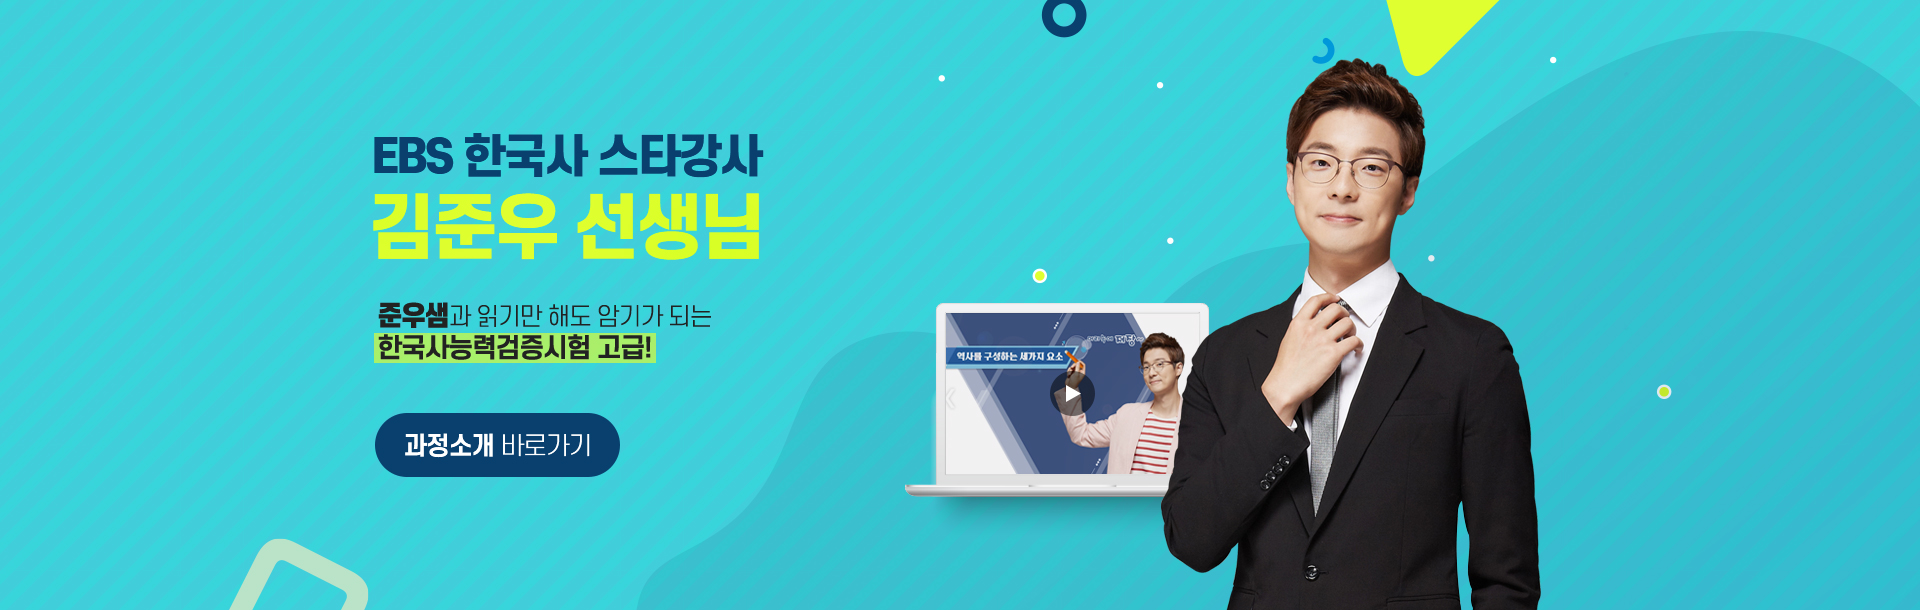 EBS 한국사 스타강사
김준우 선생님
준우샘과 읽기만 해도 암기가 되는
한국사능력검증시험 고급!
과정소개 바로가기
역사를 구성하는 세가지 요소